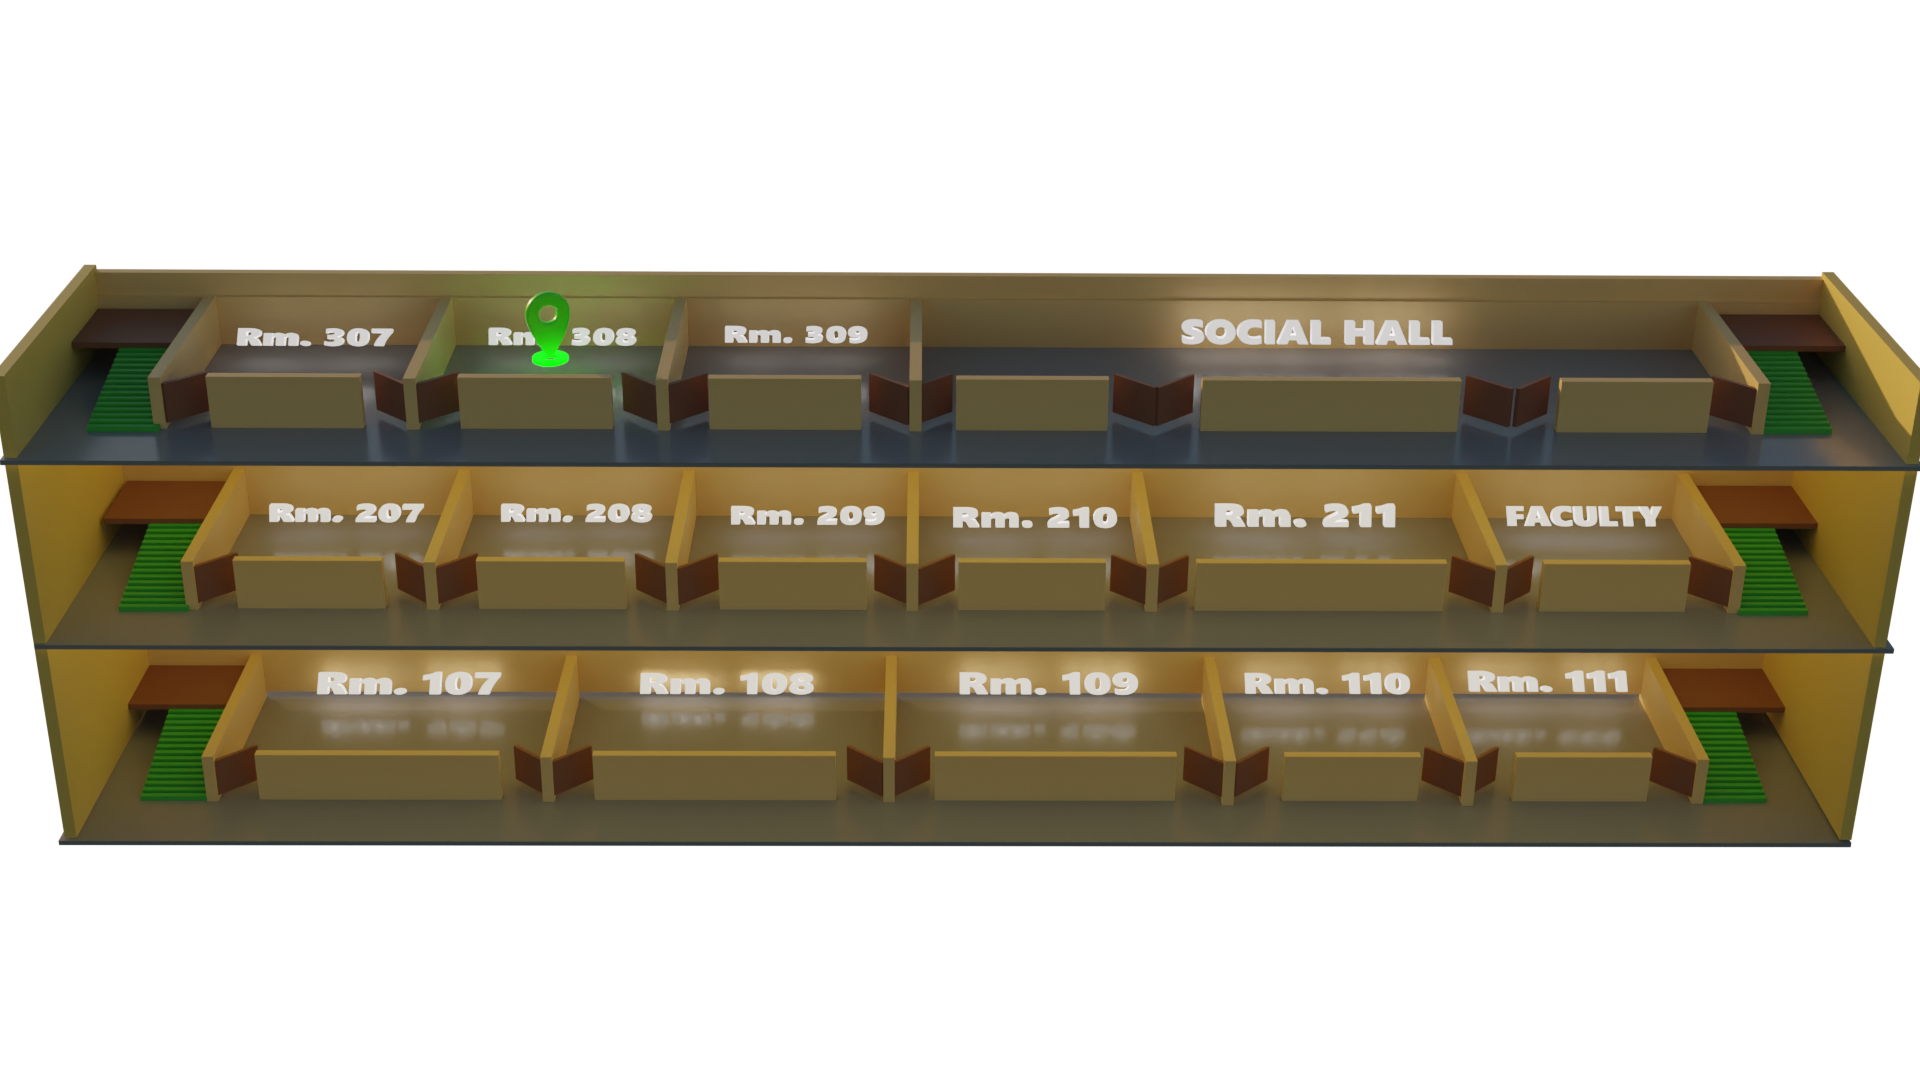 Rm. 307
Rm. 308
Rm. 309
SOCIAL HALL
Rm. 207
Rm. 208
Rm. 209
Rm. 210
Rm. 211
FACULTY
Rm. 107
Rm. 108
Rm. 109
Rm. 110
Rm. 111